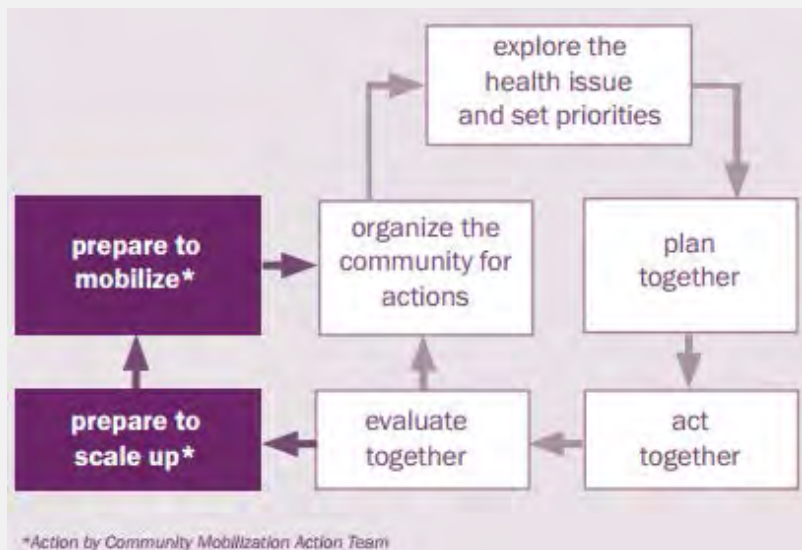 explore the
health issue
and set priorities
prepare to
mobilize*
organize the
community for
actions
plan
together
prepare to
scale up*
evaluate
together
act
together
*Action by Community Mobilization Action Team